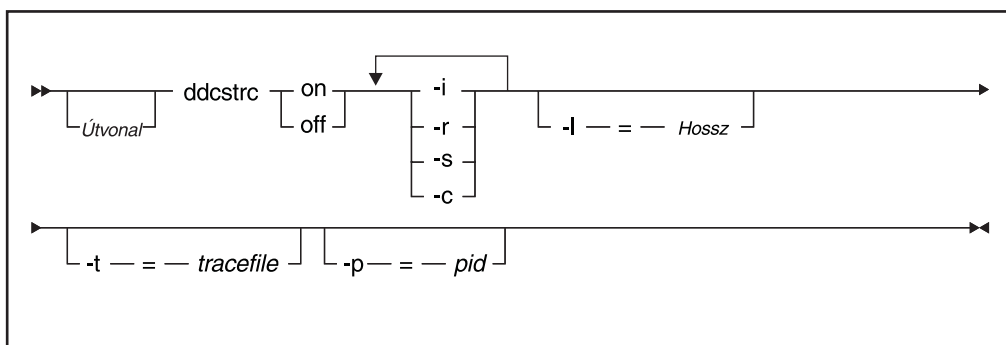 Útvonal ddcstrc on off -i -r -s -c -l = Hossz
-t = tracefile -p = pid